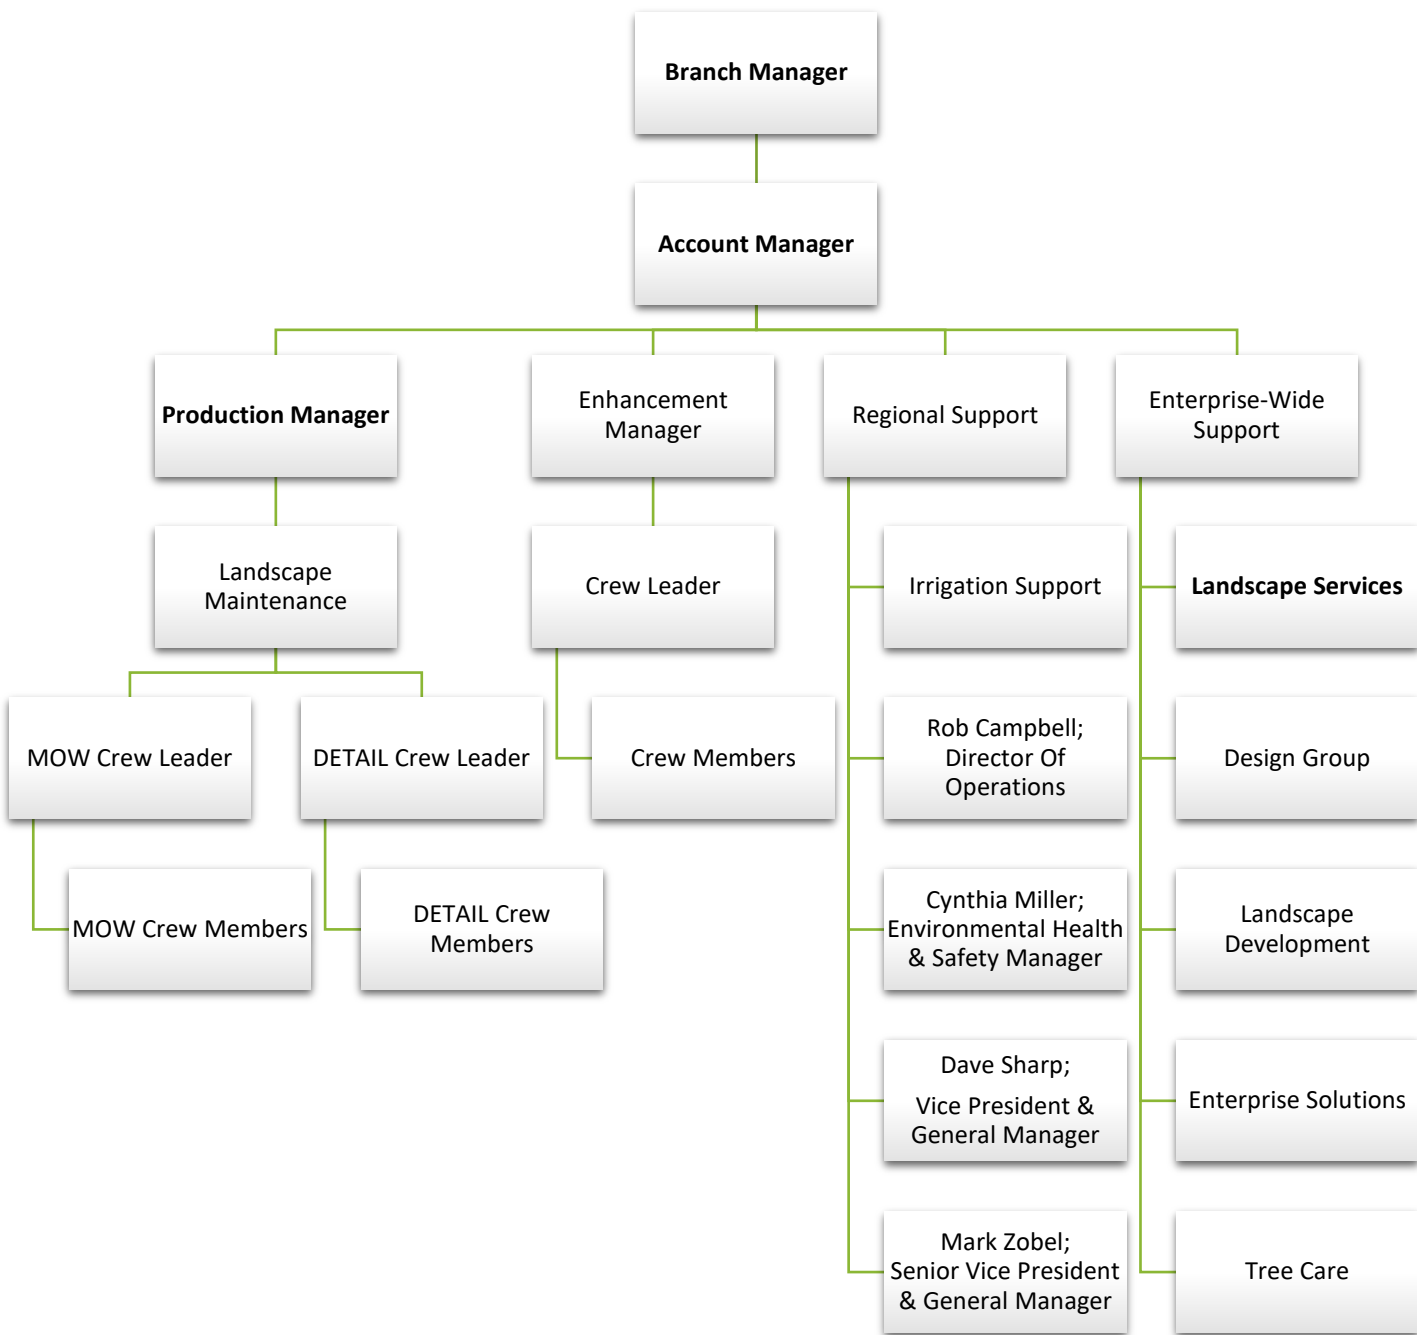 Branch Manager
Account Manager
Production Manager
Enhancement
Manager
Regional Support
Enterprise-Wide
Support
Landscape
Maintenance
Crew Leader
Irrigation Support
Landscape Services
MOW Crew Leader
DETAIL Crew Leader
Crew Members
Rob Campbell;
Director Of
Operations
Design Group
MOW Crew Members
DETAIL Crew
Members
Cynthia Miller;
Environmental Health
& Safety Manager
Landscape
Development
Dave Sharp;
Vice President &
General Manager
Enterprise Solutions
Mark Zobel;
Senior Vice President
& General Manager
Tree Care